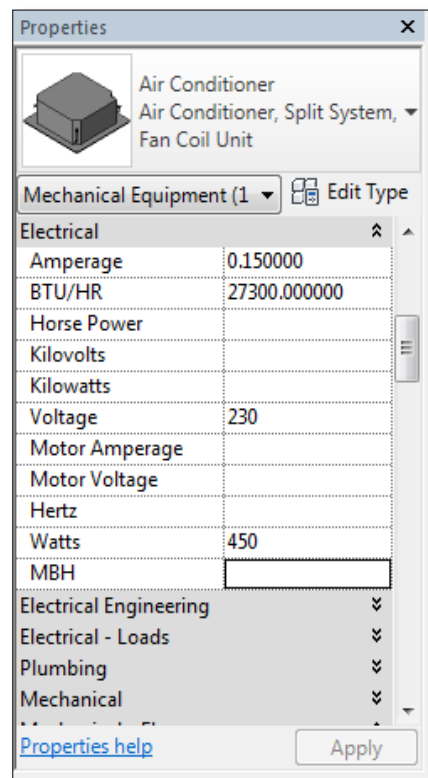 Properties
Air Conditioner
Air Conditioner, Split System,
Fan Coil Unit
Mechanical Equipment (1
Edit Type
Electrical
Amperage 0.150000
BTU/HR 27300.000000
Horse Power
Kilovolts
Kilowatts
Voltage 230
Motor Amperage
Motor Voltage
Hertz
Watts 450
MBH
Electrical Engineering
Electrical - Loads
Plumbing
Mechanical
Properties help
Apply